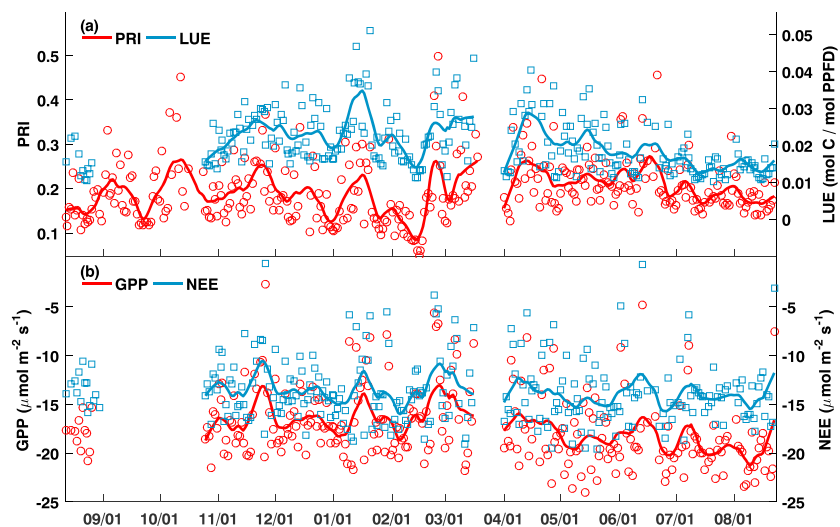 (a)
PRI LUE
0.5
0.4
0.3
0.2
0.1
PRI
0.05
0.04
0.03
0.02
0.01
0
LUE (mol C / mol PPFD)
(b)
GPP NEE
-5
-10
-15
-20
-25
GPP (μ mol m-2 s-1)
-5
-10
-15
-20
-25
NEE (μ mol m-2 s-1)
09/01 10/01 11/01 12/01 01/01 02/01 03/01 04/01 05/01 06/01 07/01 08/01